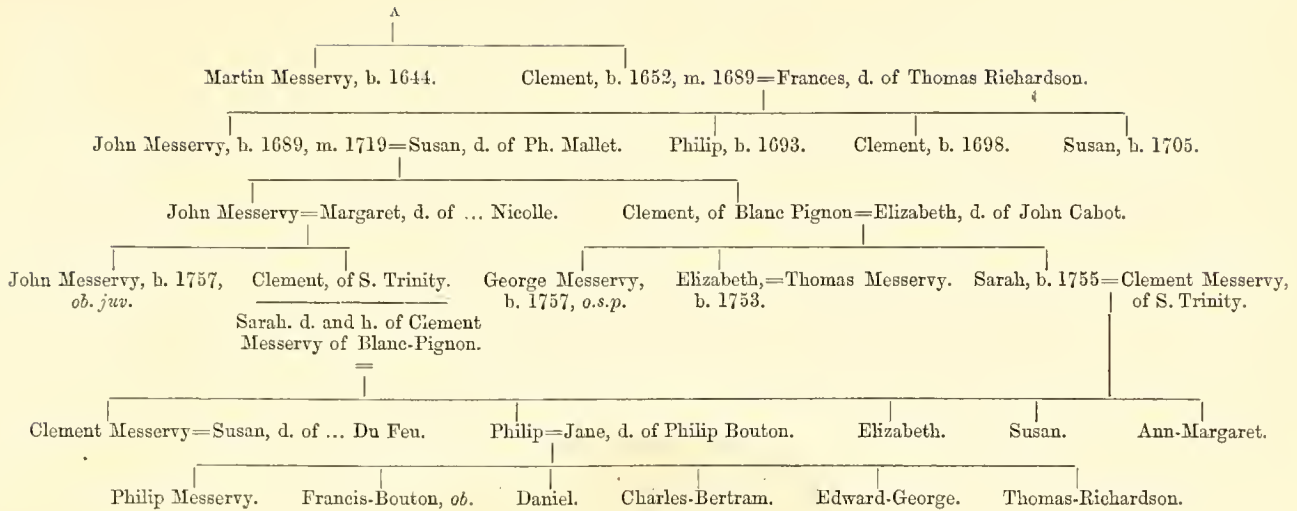 A
Martin Messervy, b. 1644. Clement, b. 1652, m. 1689=Frances, d. of Thomas Richardson.
John Messervy, b. 1689, m. 1719=Susan, d. of Ph. Mallet. Philip, b. 1693. Clement, b. 1698. Susan, b. 1705.
John Messervy=Margaret, d. of ... Nicolle. Clement, of Blanc Pignon=Elizabeth, d. of John Cabot.
John Messervy, b. 1757, Clement, of S. Trinity. George Messervy, Elizabeth,=Thomas Messervy. Sarah, b. 1755=Clement Messervy,
ob. juv. b. 1757, o.s.p. b. 1753. of S. Trinity.
Sarah. d. and h. of Clement
Messervy of Blanc-Pignon.
=
Clement Messervy=Susan, d. of ... Du Feu. Philip=Jane, d. of Philip Bouton. Elizabeth. Susan. Ann-Margaret.
Philip Messervy. Francis-Bouton, ob. Daniel. Charles-Bertram. Edward-George. Thomas-Richardson.